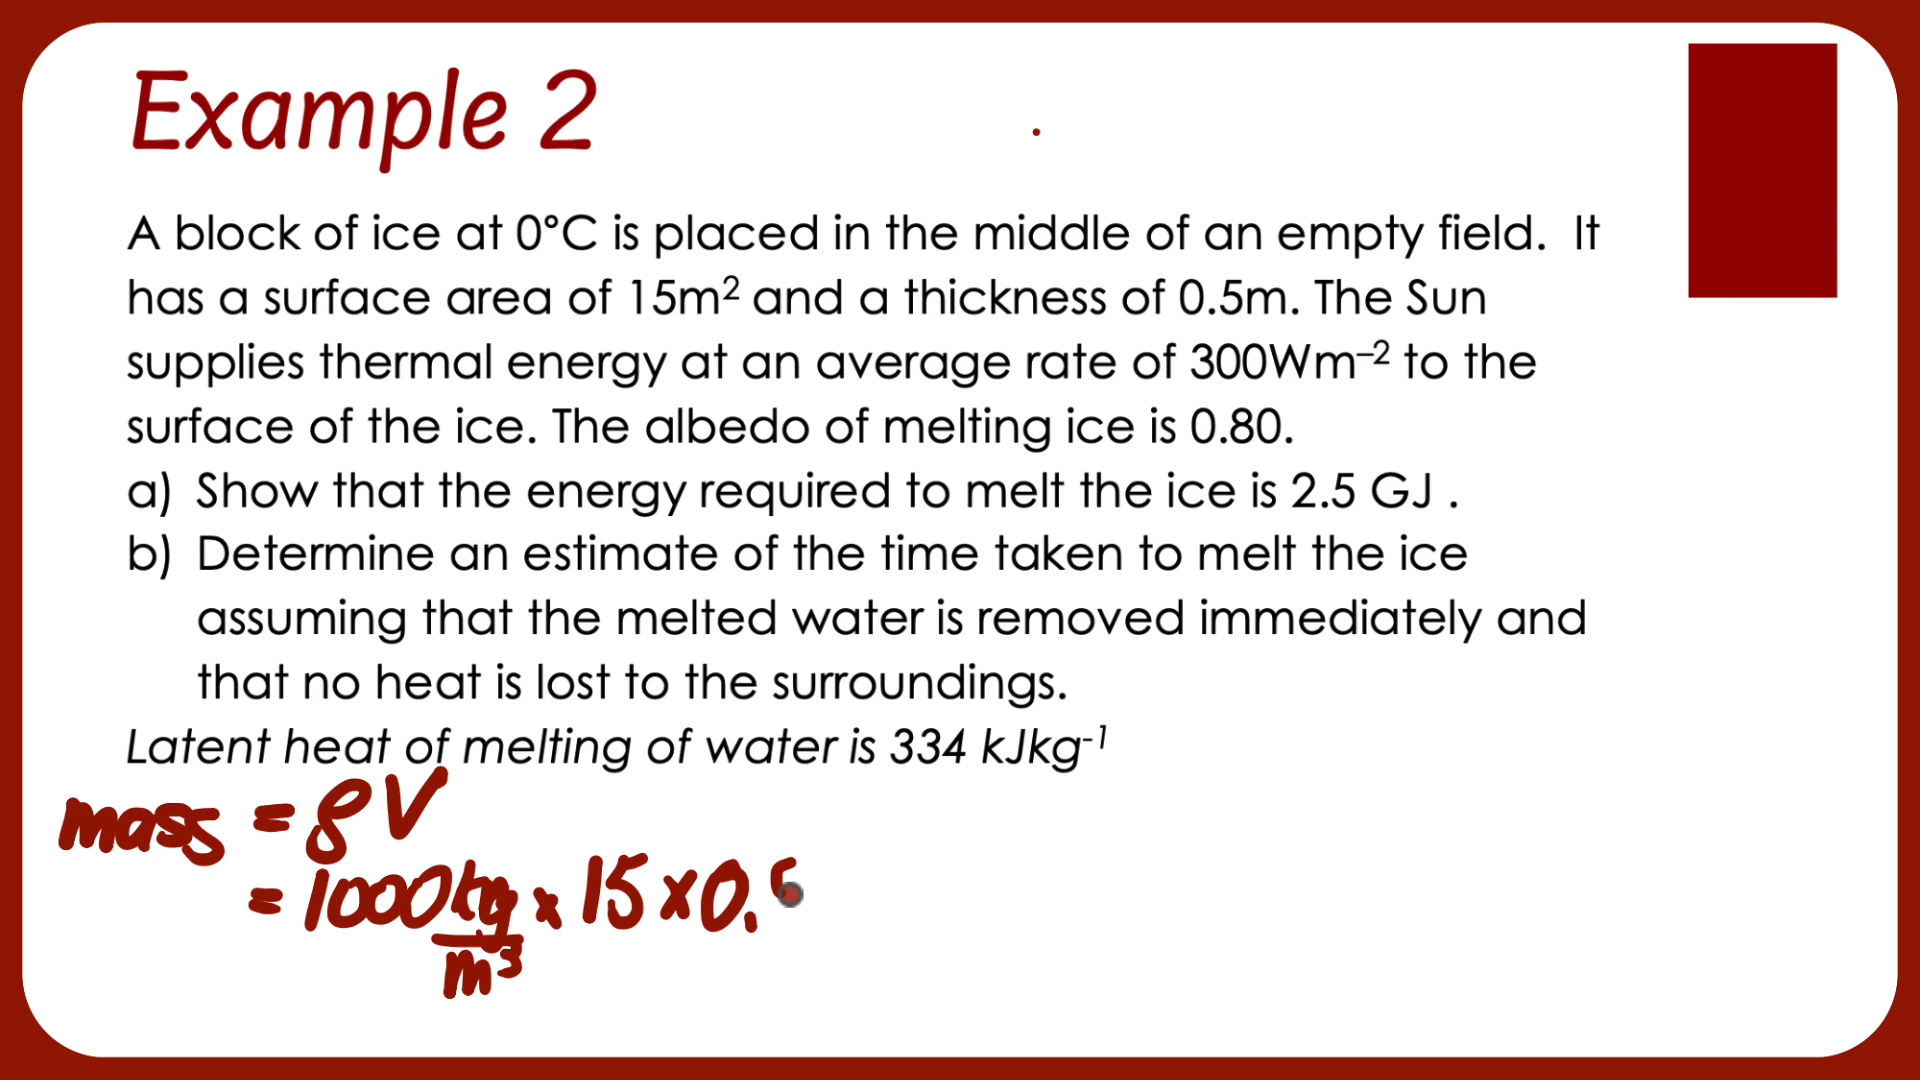 Example 2
A block of ice at 0°C is placed in the middle of an empty field. It
has a surface area of 15m² and a thickness of 0.5m. The Sun
supplies thermal energy at an average rate of 300Wm⁻² to the
surface of the ice. The albedo of melting ice is 0.80.
a) Show that the energy required to melt the ice is 2.5 GJ .
b) Determine an estimate of the time taken to melt the ice
assuming that the melted water is removed immediately and
that no heat is lost to the surroundings.
Latent heat of melting of water is 334 kJkg⁻¹
mass = ρV
= 1000 kg/m³ x 15 x 0.5